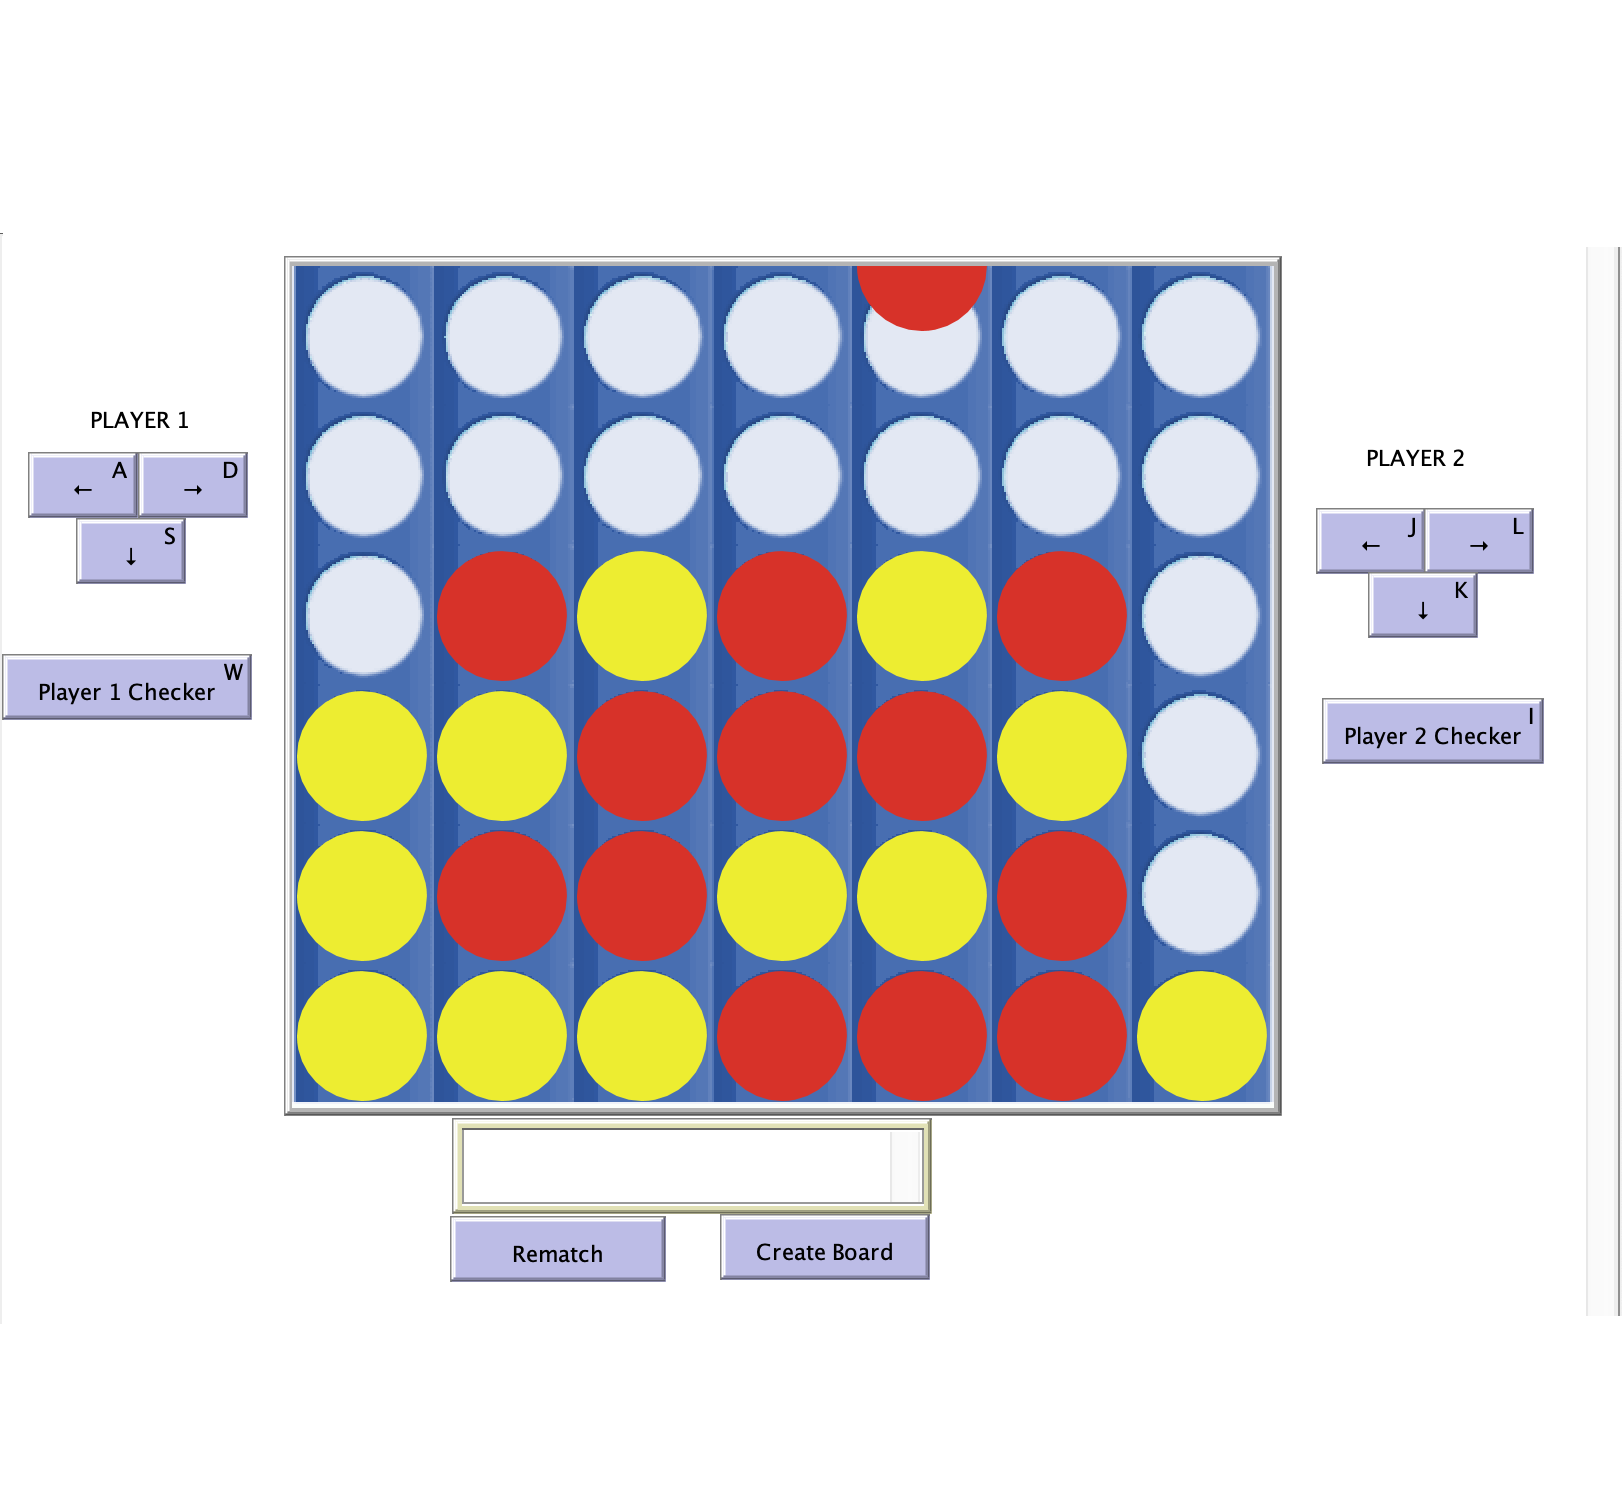 PLAYER 1
A
←
D
→
S
↓
W
Player 1 Checker
PLAYER 2
J
←
L
→
K
↓
I
Player 2 Checker
Rematch
Create Board